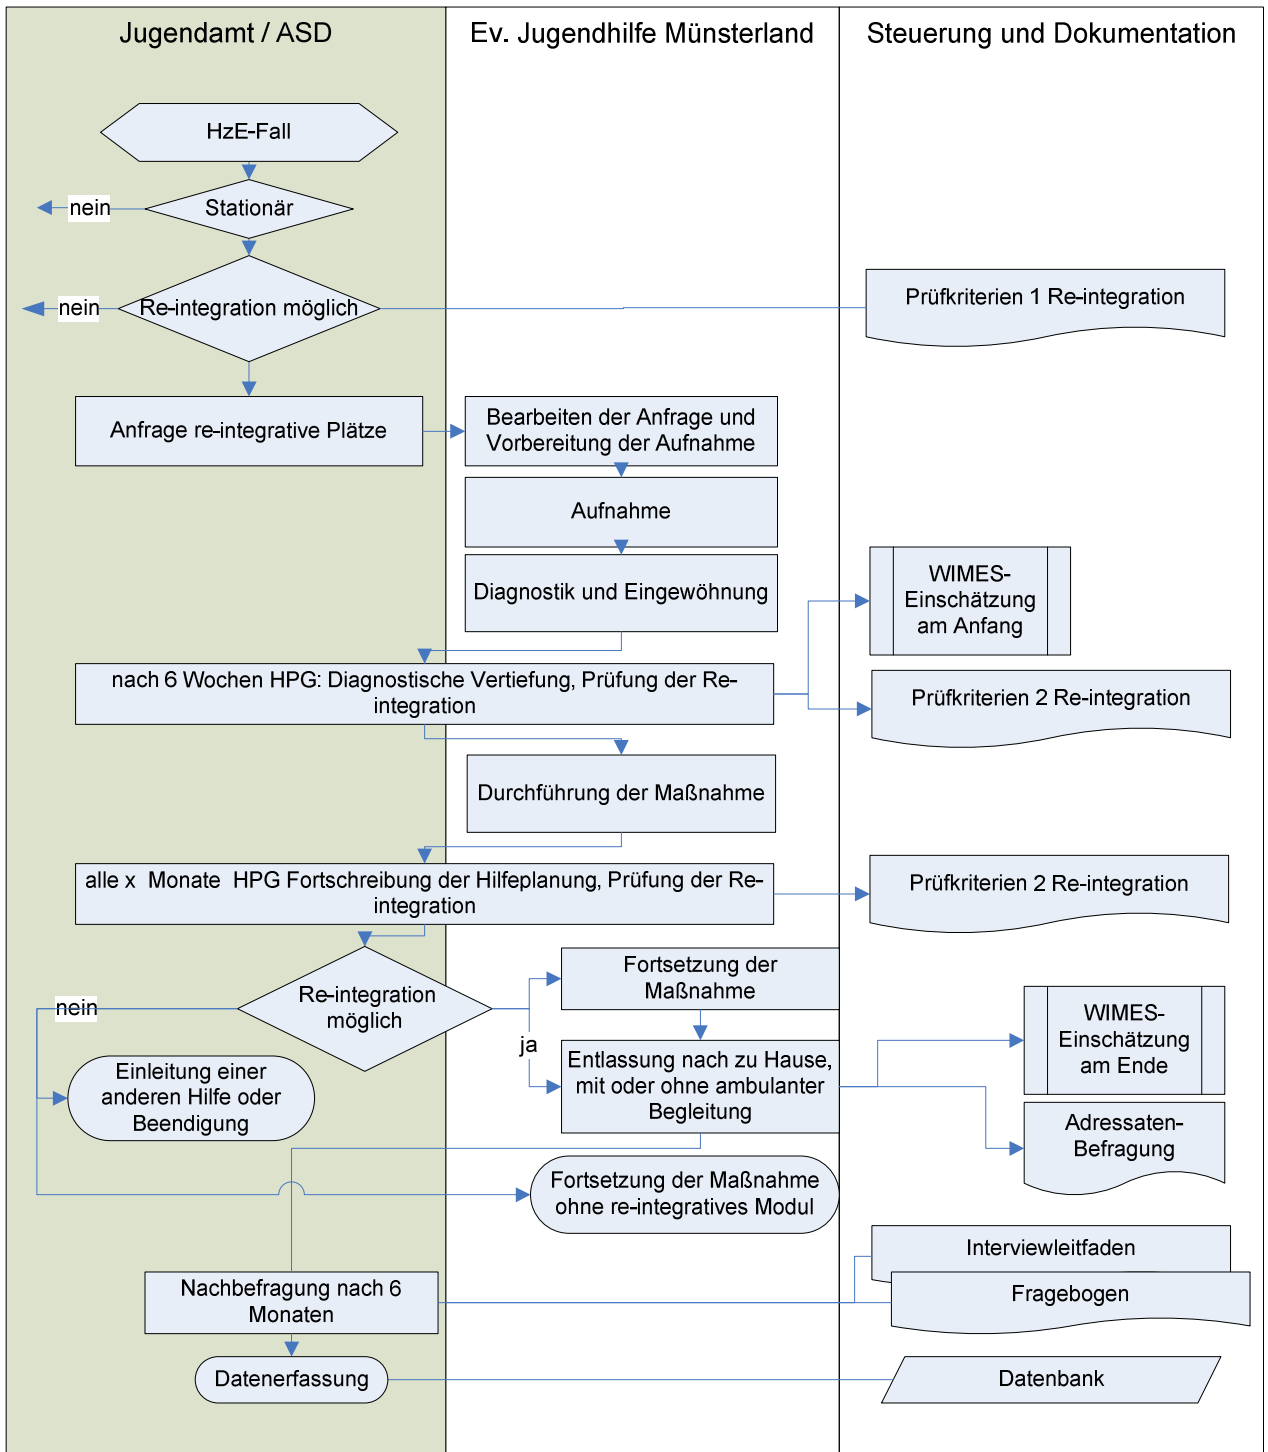 Jugendamt / ASD
Ev. Jugendhilfe Münsterland
Steuerung und Dokumentation
HzE-Fall
nein
Stationär
nein
Re-integration möglich
Prüfkriterien 1 Re-integration
Anfrage re-integrative Plätze
Bearbeiten der Anfrage und
Vorbereitung der Aufnahme
Aufnahme
Diagnostik und Eingewöhnung
WIMES-
Einschätzung
am Anfang
nach 6 Wochen HPG: Diagnostische Vertiefung, Prüfung der Re-
integration
Prüfkriterien 2 Re-integration
Durchführung der Maßnahme
alle x  Monate  HPG Fortschreibung der Hilfeplanung, Prüfung der Re-
integration
Prüfkriterien 2 Re-integration
nein
Re-integration
möglich
ja
Fortsetzung der
Maßnahme
Entlassung nach zu Hause,
mit oder ohne ambulanter
Begleitung
WIMES-
Einschätzung
am Ende
Einleitung einer
anderen Hilfe oder
Beendigung
Adressaten-
Befragung
Fortsetzung der Maßnahme
ohne re-integratives Modul
Interviewleitfaden
Nachbefragung nach 6
Monaten
Fragebogen
Datenerfassung
Datenbank